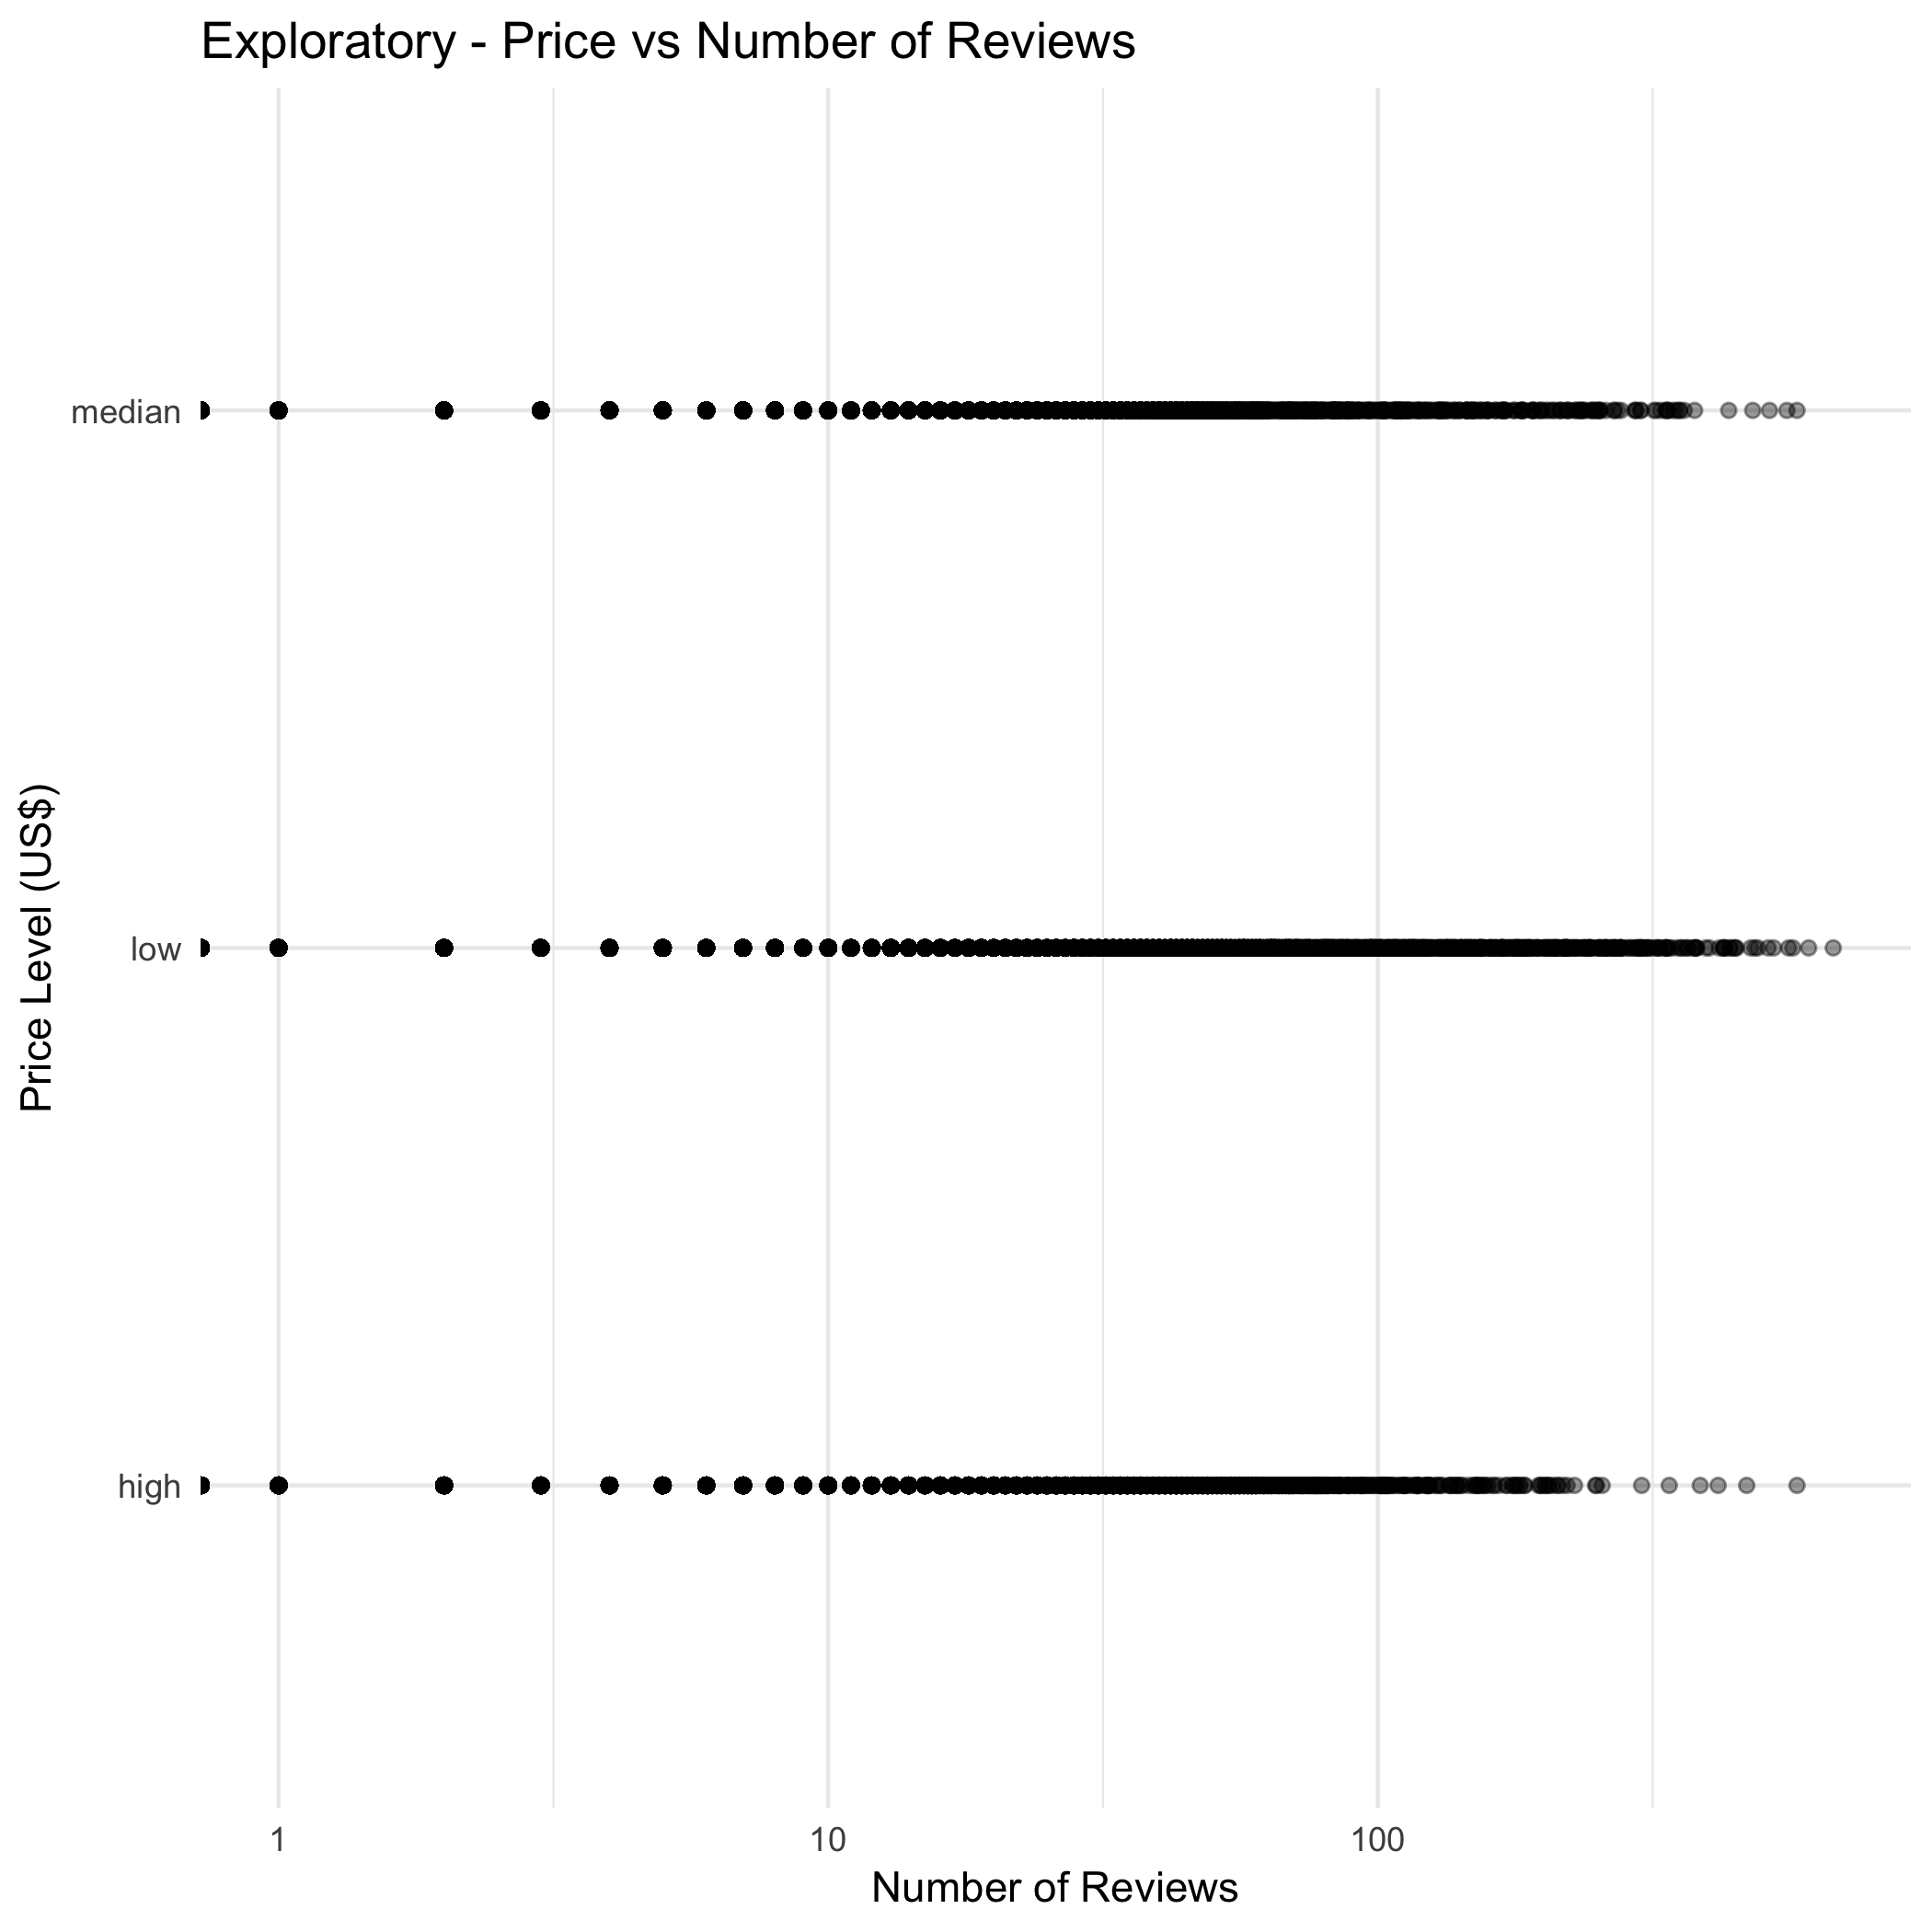 Exploratory - Price vs Number of Reviews
Price Level (US$)
median
low
high
1
10
100
Number of Reviews